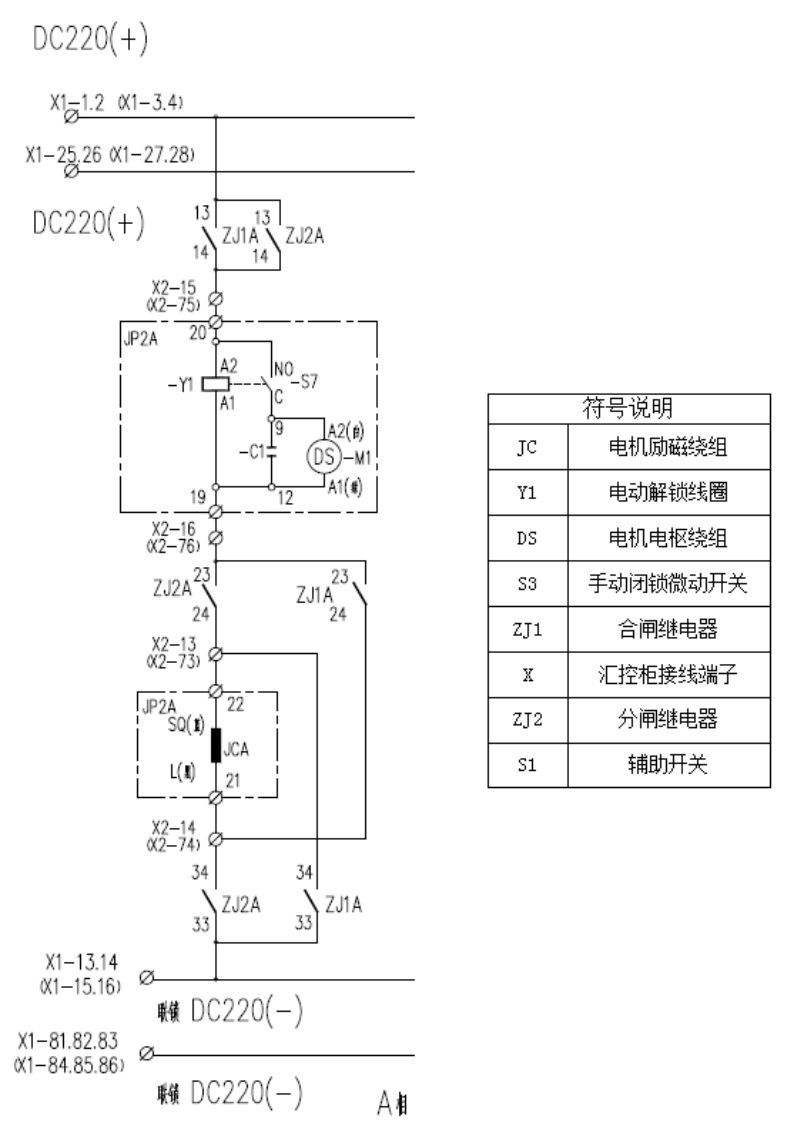 DC220(+)
X1-1.2 (X1-3.4)
X1-25.26 (X1-27.28)
DC220(+)
13
14
ZJ1A
13
14
ZJ2A
X2-15
(X2-75)
JP2A
20
A2
-Y1
A1
NO
-S7
C
9
-C1
A2(白)
DS
-M1
A1()
19
12
X2-16
(X2-76)
ZJ2A
23
24
ZJ1A
23
24
X2-13
(X2-73)
JP2A
22
SQ()
JCA
L()
21
X2-14
(X2-74)
34
ZJ2A
33
34
ZJ1A
33
X1-13.14
(X1-15.16)
联锁 DC220(-)
X1-81.82.83
(X1-84.85.86)
联锁 DC220(-)
A相
符号说明
JC 电机励磁绕组
Y1 电动解锁线圈
DS 电机电枢绕组
S3 手动闭锁微动开关
ZJ1 合闸继电器
X 汇控柜接线端子
ZJ2 分闸继电器
S1 辅助开关